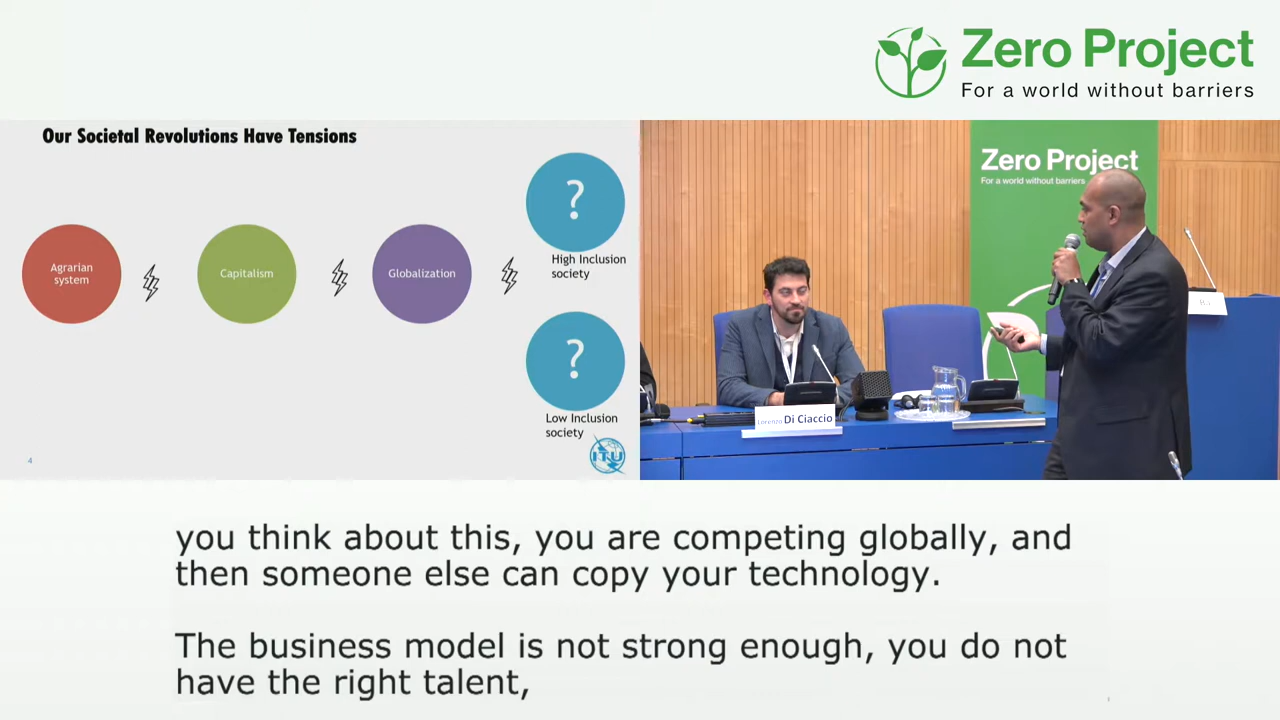 Zero Project
For a world without barriers
Our Societal Revolutions Have Tensions
?
High Inclusion
society
Agrarian
system
Capitalism
Globalization
?
Low Inclusion
society
4
ITU
Zero Project
For a world without barriers
Lorenzo Di Ciaccio
you think about this, you are competing globally, and
then someone else can copy your technology.
The business model is not strong enough, you do not
have the right talent,